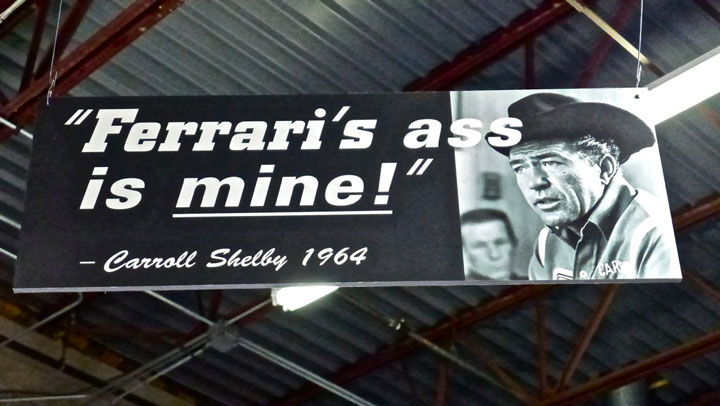 "Ferrari's ass
is mine!"
– Carroll Shelby 1964